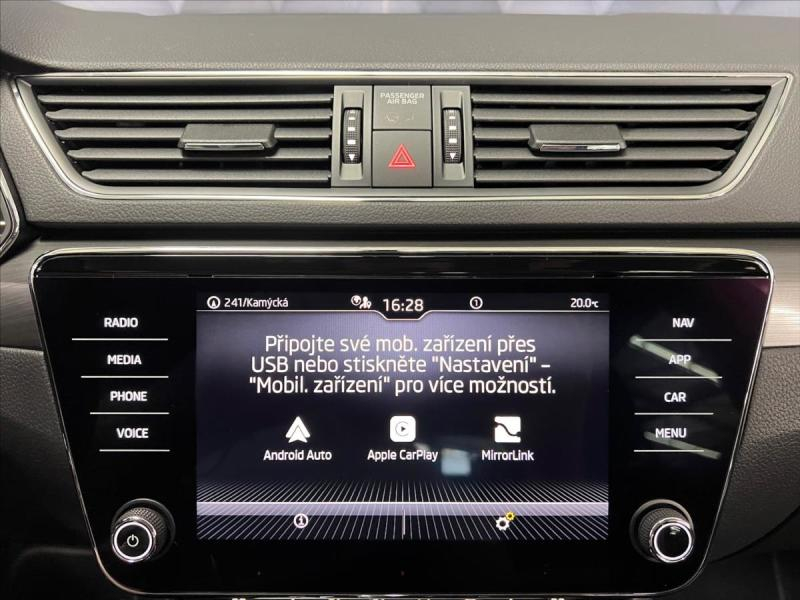 PASSENGER
AIR BAG
241/Kamýcká 16:28 1 20.0°C
RADIO
MEDIA
PHONE
VOICE
Připojte své mob. zařízení přes
USB nebo stiskněte "Nastavení" –
"Mobil. zařízení" pro více možností.
Android Auto Apple CarPlay MirrorLink
NAV
APP
CAR
MENU